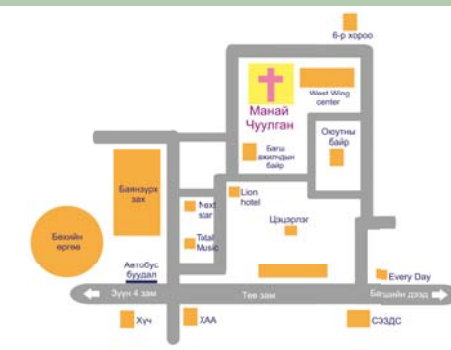 6-р хороо
West Wing
center
Манай
Чуулган
Оюутны
байр
Багш
ажилчдын
байр
Баянзүрх
зах
Next
star
Lion
hotel
Цэцэрлэг
Бөхийн
өргөө
Total
Music
Автобус
буудал
Every Day
Зүүн 4 зам
Төв зам
Багшийн дээд
Хүч
ХАА
СЭЗДС